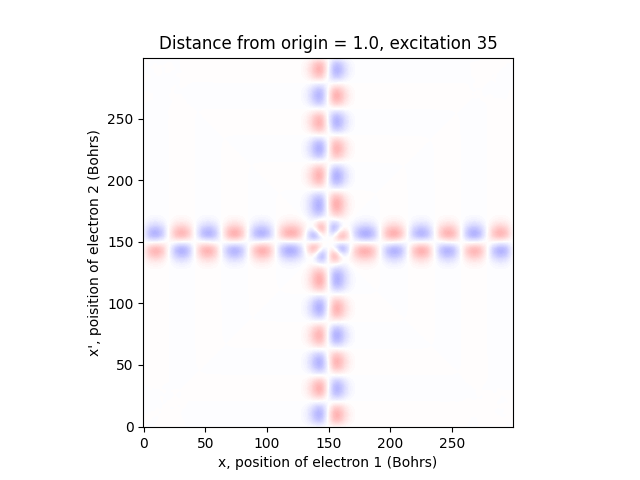 Distance from origin = 1.0, excitation 35
x', poisition of electron 2 (Bohrs)
250
200
150
100
50
0
0 50 100 150 200 250
x, position of electron 1 (Bohrs)